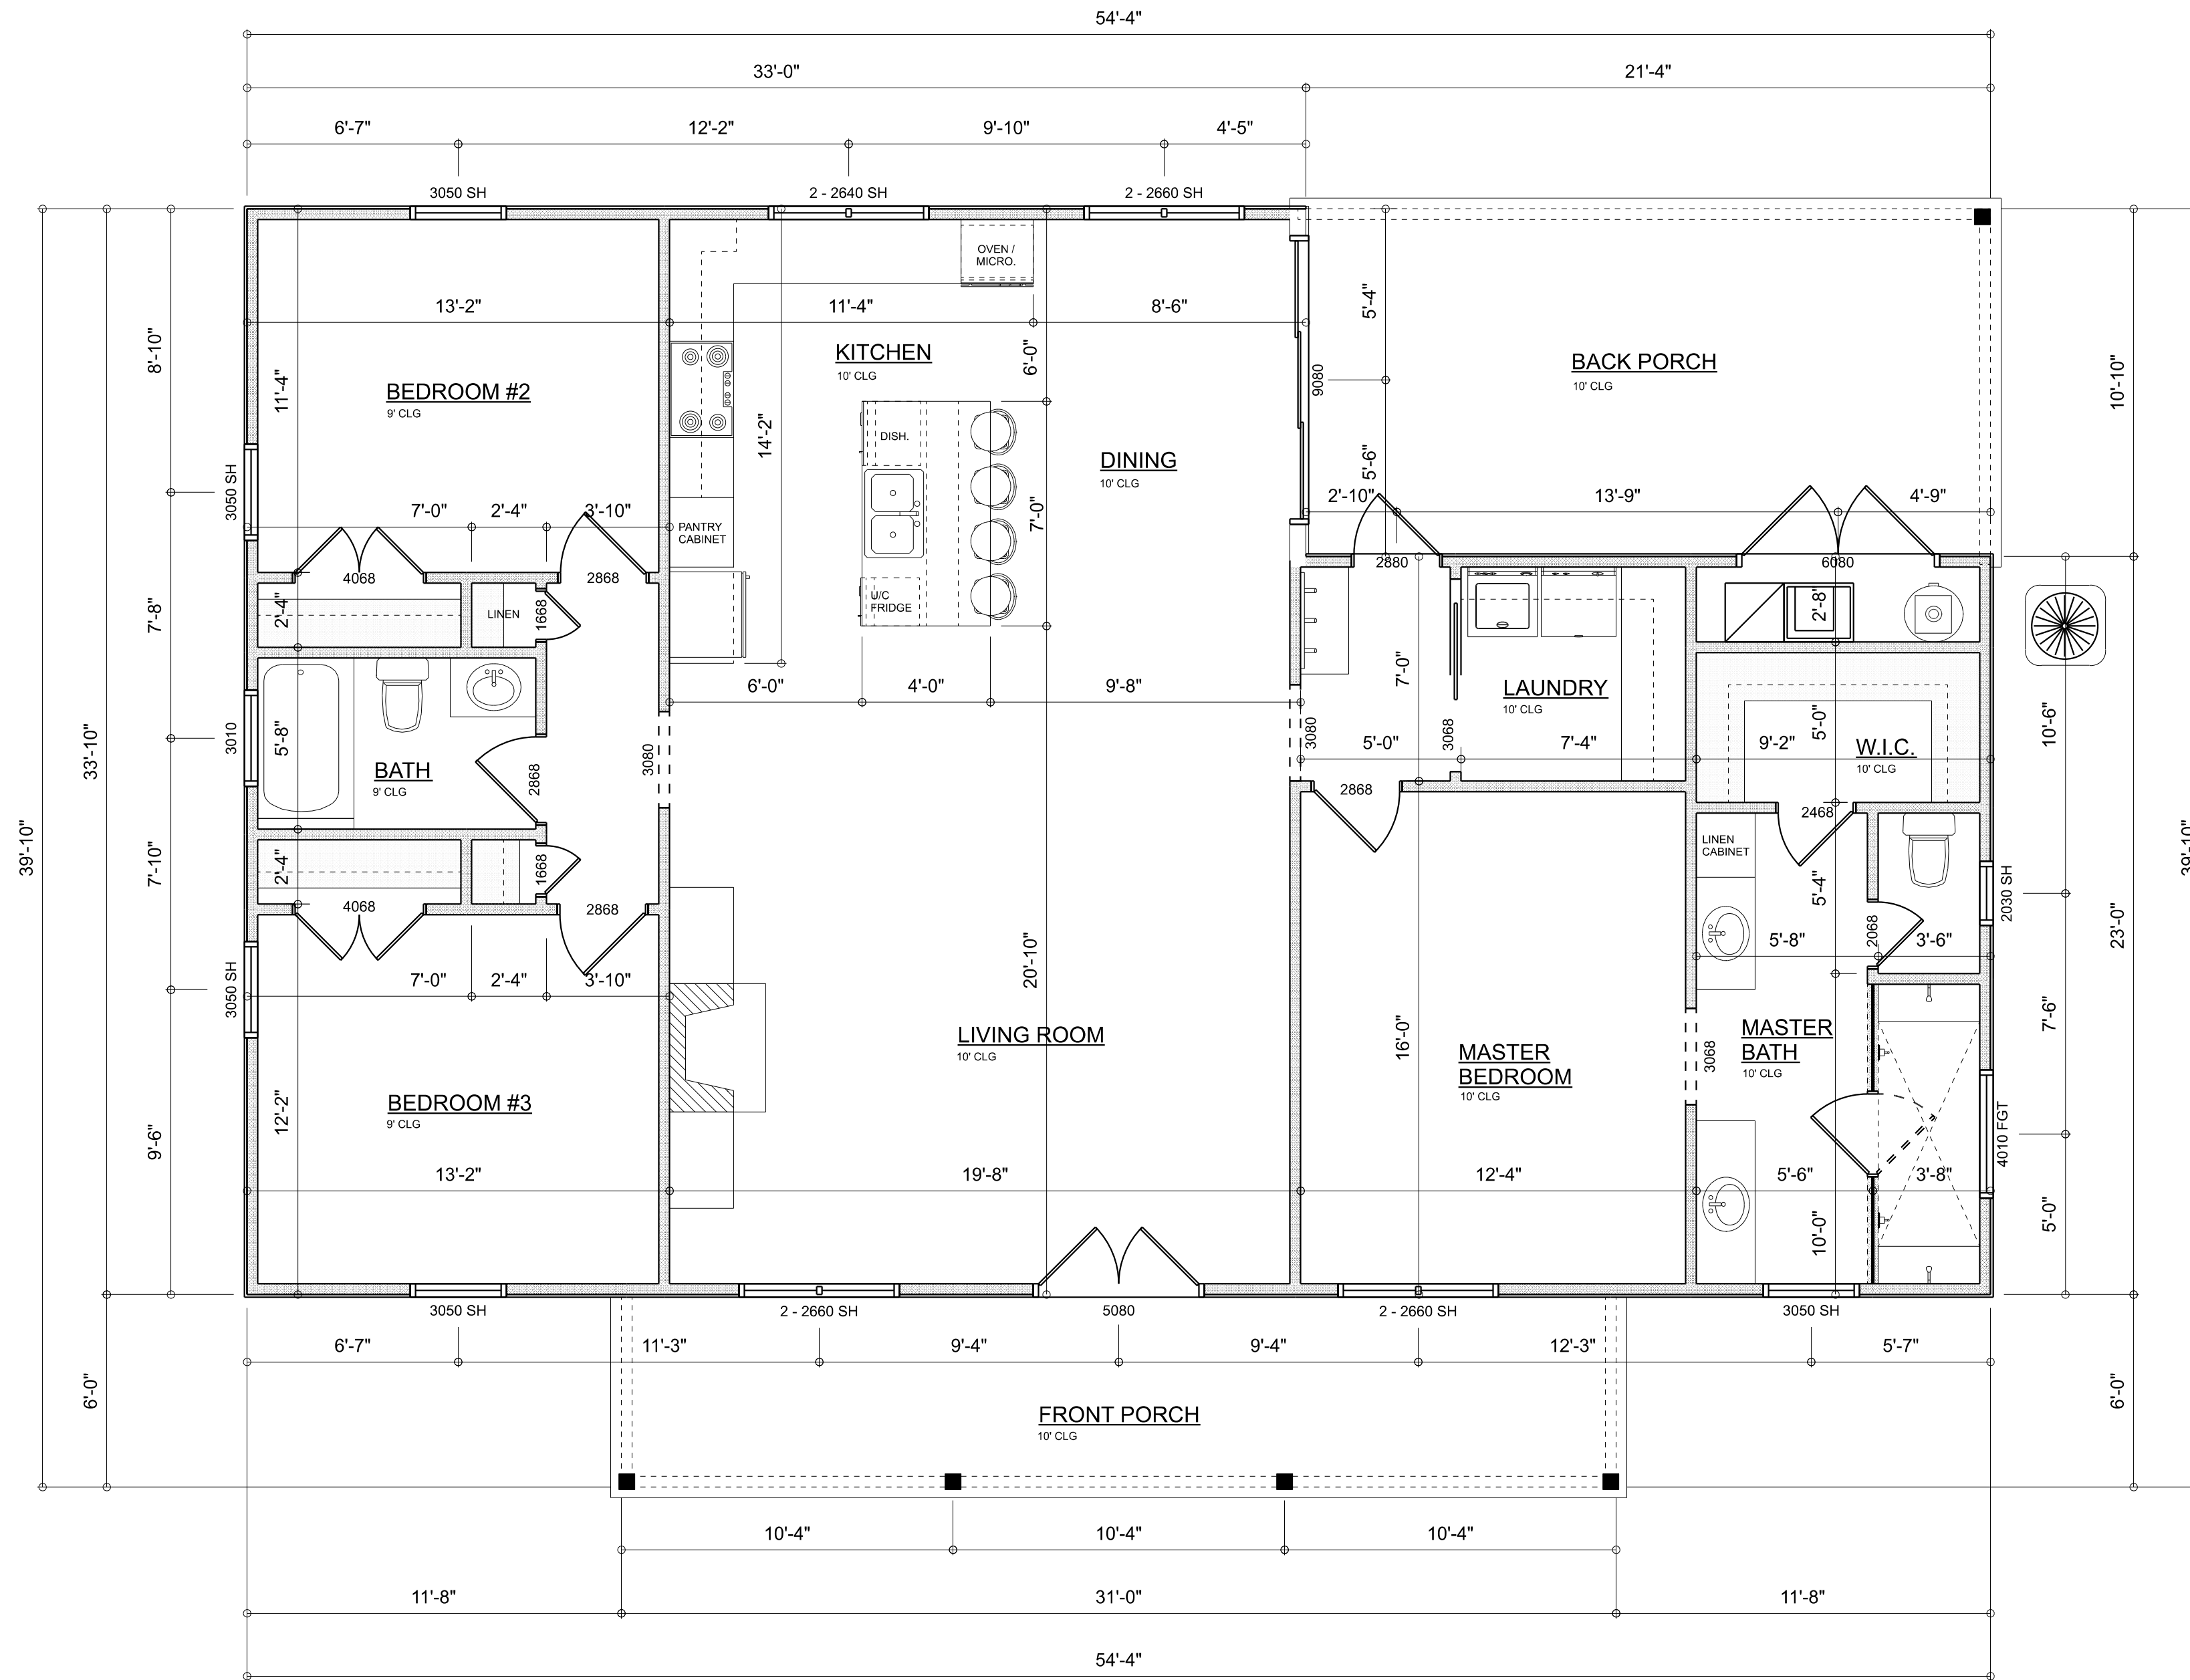 54'-4"
33'-0"
21'-4"
6'-7"
12'-2"
9'-10"
4'-5"
3050 SH
2 - 2640 SH
2 - 2660 SH
OVEN /
MICRO.
13'-2"
11'-4"
8'-6"
8'-10"
11'-4"
6'-0"
5'-4"
10'-10"
KITCHEN
10' CLG
BACK PORCH
10' CLG
9080
BEDROOM #2
9' CLG
14'-2"
DISH.
DINING
10' CLG
5'-6"
3050 SH
2'-10"
13'-9"
4'-9"
7'-0"
2'-4"
3'-10"
PANTRY
CABINET
7'-0"
4068
2868
2880
6080
7'-8"
2'-4"
LINEN
1668
U/C
FRIDGE
2'-8"
6'-0"
4'-0"
9'-8"
7'-0"
LAUNDRY
10' CLG
33'-10"
3010
5'-8"
BATH
9' CLG
2868
3080
3080
5'-0"
3068
7'-4"
5'-0"
9'-2"
W.I.C.
10' CLG
10'-6"
2868
2468
39'-10"
39'-10"
7'-10"
2'-4"
1668
LINEN
CABINET
5'-4"
2030 SH
23'-0"
4068
2868
2068
5'-8"
3'-6"
3050 SH
7'-0"
2'-4"
3'-10"
20'-10"
LIVING ROOM
10' CLG
16'-0"
MASTER
BEDROOM
10' CLG
3068
MASTER
BATH
10' CLG
7'-6"
BEDROOM #3
9' CLG
12'-2"
9'-6"
4010 FGT
13'-2"
19'-8"
12'-4"
5'-6"
3'-8"
10'-0"
5'-0"
3050 SH
2 - 2660 SH
5080
2 - 2660 SH
3050 SH
6'-7"
11'-3"
9'-4"
9'-4"
12'-3"
5'-7"
6'-0"
6'-0"
FRONT PORCH
10' CLG
10'-4"
10'-4"
10'-4"
11'-8"
31'-0"
11'-8"
54'-4"